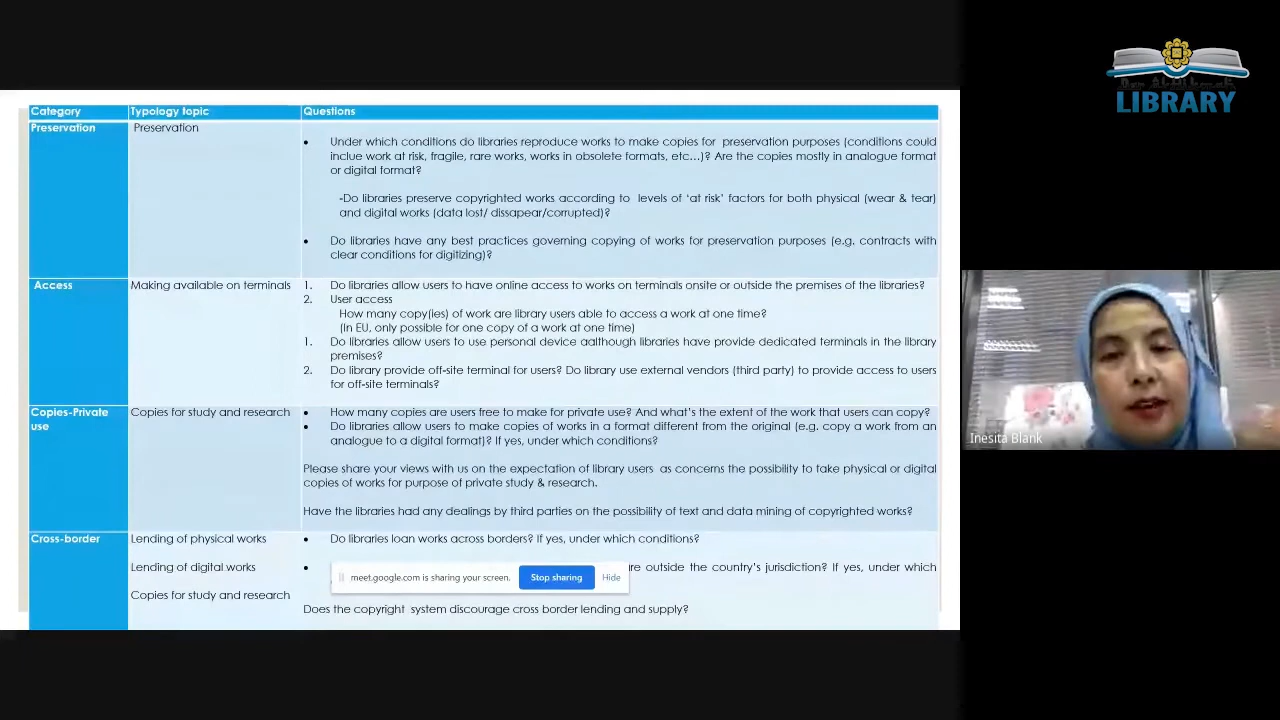 Category Typology topic Questions
Preservation Preservation
• Under which conditions do libraries reproduce works to make copies for preservation purposes (conditions could
inclue work at risk, fragile, rare works, works in obsolete formats, etc...)? Are the copies mostly in analogue format
or digital format?
-Do libraries preserve copyrighted works according to levels of ‘at risk’ factors for both physical (wear & tear)
and digital works (data lost/ dissapear/corrupted)?
• Do libraries have any best practices governing copying of works for preservation purposes (e.g. contracts with
clear conditions for digitizing)?
Access Making available on terminals 1. Do libraries allow users to have online access to works on terminals onsite or outside the premises of the libraries?
2. User access
How many copy(ies) of work are library users able to access a work at one time?
(In EU, only possible for one copy of a work at one time)
1. Do libraries allow users to use personal device aalthough libraries have provide dedicated terminals in the library
premises?
2. Do library provide off-site terminal for users? Do library use external vendors (third party) to provide access to users
for off-site terminals?
Copies-Private
use
Copies for study and research • How many copies are users free to make for private use? And what’s the extent of the work that users can copy?
• Do libraries allow users to make copies of works in a format different from the original (e.g. copy a work from an
analogue to a digital format)? If yes, under which conditions?
Please share your views with us on the expectation of library users as concerns the possibility to take physical or digital
copies of works for purpose of private study & research.
Have the libraries had any dealings by third parties on the possibility of text and data mining of copyrighted works?
Cross-border Lending of physical works • Do libraries loan works across borders? If yes, under which conditions?
Lending of digital works • re outside the country’s jurisdiction? If yes, under which
Copies for study and research
Does the copyright system discourage cross border lending and supply?
meet.google.com is sharing your screen. Stop sharing Hide
LIBRARY
Inesita Blank